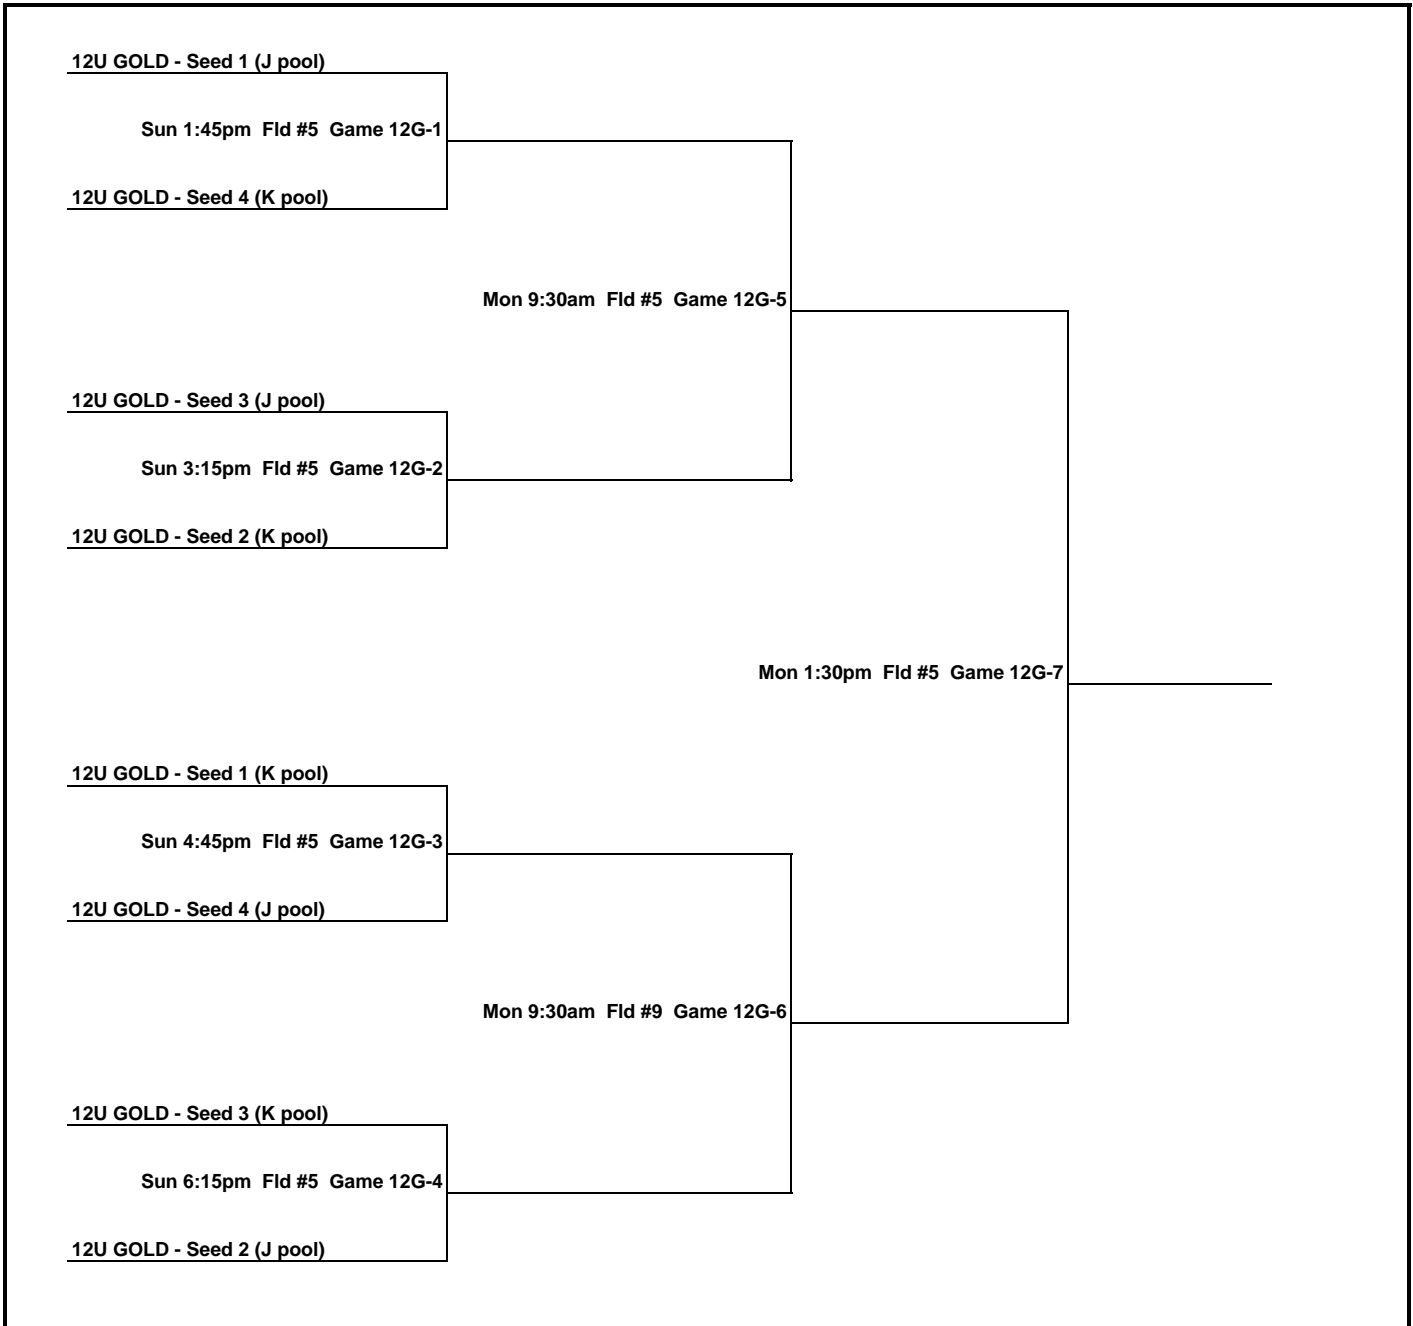 12U GOLD - Seed 1 (J pool)
Sun 1:45pm  Fld #5  Game 12G-1
12U GOLD - Seed 4 (K pool)
Mon 9:30am  Fld #5  Game 12G-5
12U GOLD - Seed 3 (J pool)
Sun 3:15pm  Fld #5  Game 12G-2
12U GOLD - Seed 2 (K pool)
Mon 1:30pm  Fld #5  Game 12G-7
12U GOLD - Seed 1 (K pool)
Sun 4:45pm  Fld #5  Game 12G-3
12U GOLD - Seed 4 (J pool)
Mon 9:30am  Fld #9  Game 12G-6
12U GOLD - Seed 3 (K pool)
Sun 6:15pm  Fld #5  Game 12G-4
12U GOLD - Seed 2 (J pool)